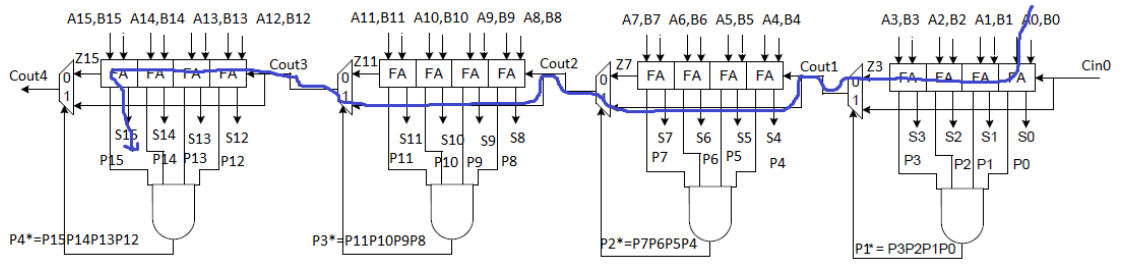 A15,B15 A14,B14 A13,B13 A12,B12 A11,B11 A10,B10 A9,B9 A8,B8 A7,B7 A6,B6 A5,B5 A4,B4 A3,B3 A2,B2 A1,B1 A0,B0
Cout4 0 1 Z15 FA FA FA FA Cout3 0 1 Z11 FA FA FA FA Cout2 0 1 Z7 FA FA FA FA Cout1 0 1 Z3 FA FA FA FA Cin0
S15 S14 S13 S12 S11 S10 S9 S8 S7 S6 S5 S4 S3 S2 S1 S0
P15 P14 P13 P12 P11 P10 P9 P8 P7 P6 P5 P4 P3 P2 P1 P0
P4*=P15P14P13P12 P3*=P11P10P9P8 P2*=P7P6P5P4 P1*= P3P2P1P0